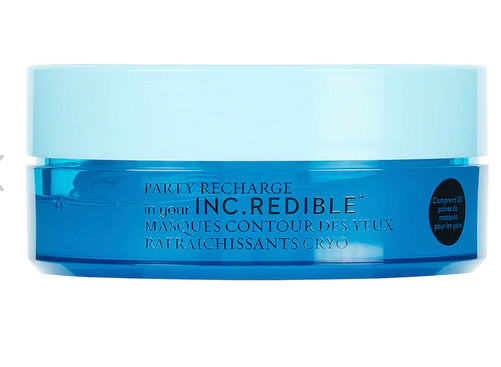 PARTY RECHARGE
in your INC.REDIBLE
MASQUES CONTOUR DES YEUX
RAFRAICHISSANTS CRYO
Comprend 20
paires de
masques
pour les yeux